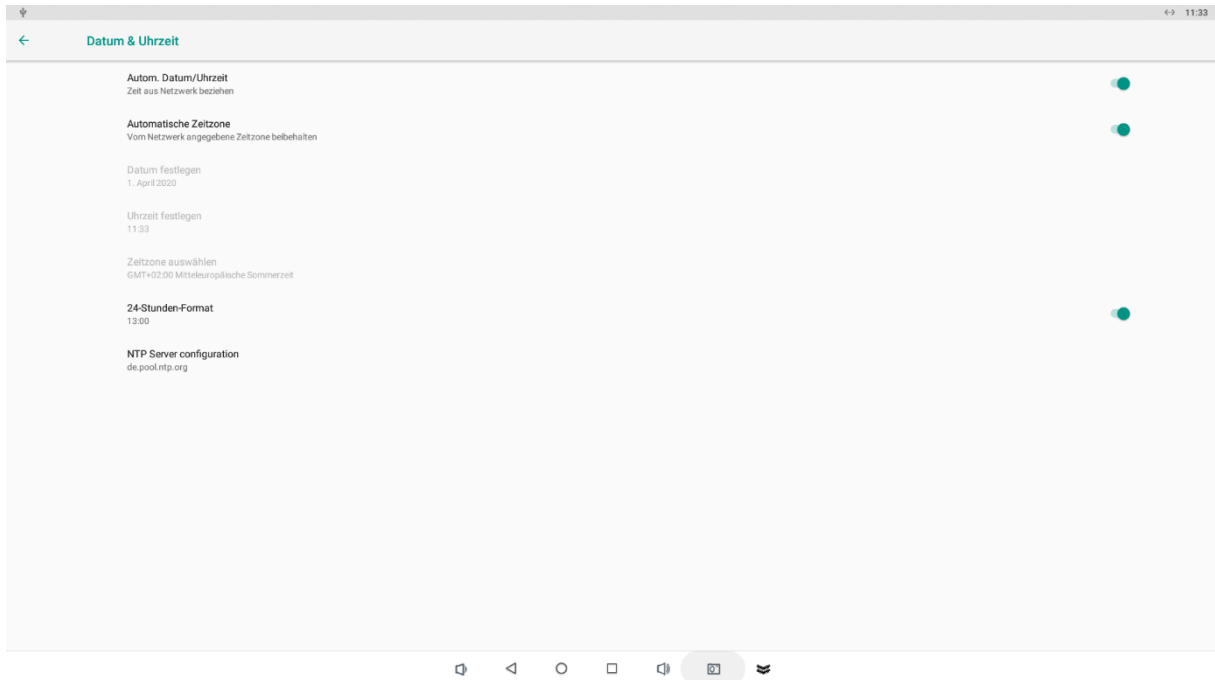 11:33
Datum & Uhrzeit
Autom. Datum/Uhrzeit
Zeit aus Netzwerk beziehen
Automatische Zeitzone
Vom Netzwerk angegebene Zeitzone beibehalten
Datum festlegen
1. April 2020
Uhrzeit festlegen
11:33
Zeitzone auswählen
GMT+02:00 Mitteleuropäische Sommerzeit
24-Stunden-Format
13:00
NTP Server configuration
de.pool.ntp.org